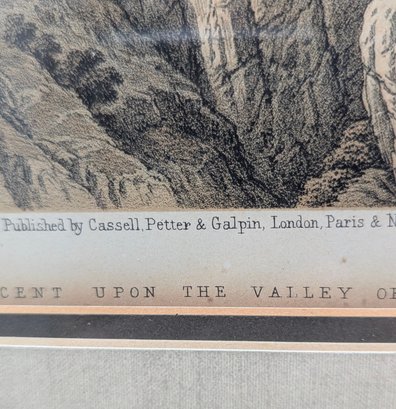 Published by Cassell, Petter & Galpin, London, Paris & N
CENT UPON THE VALLEY OF